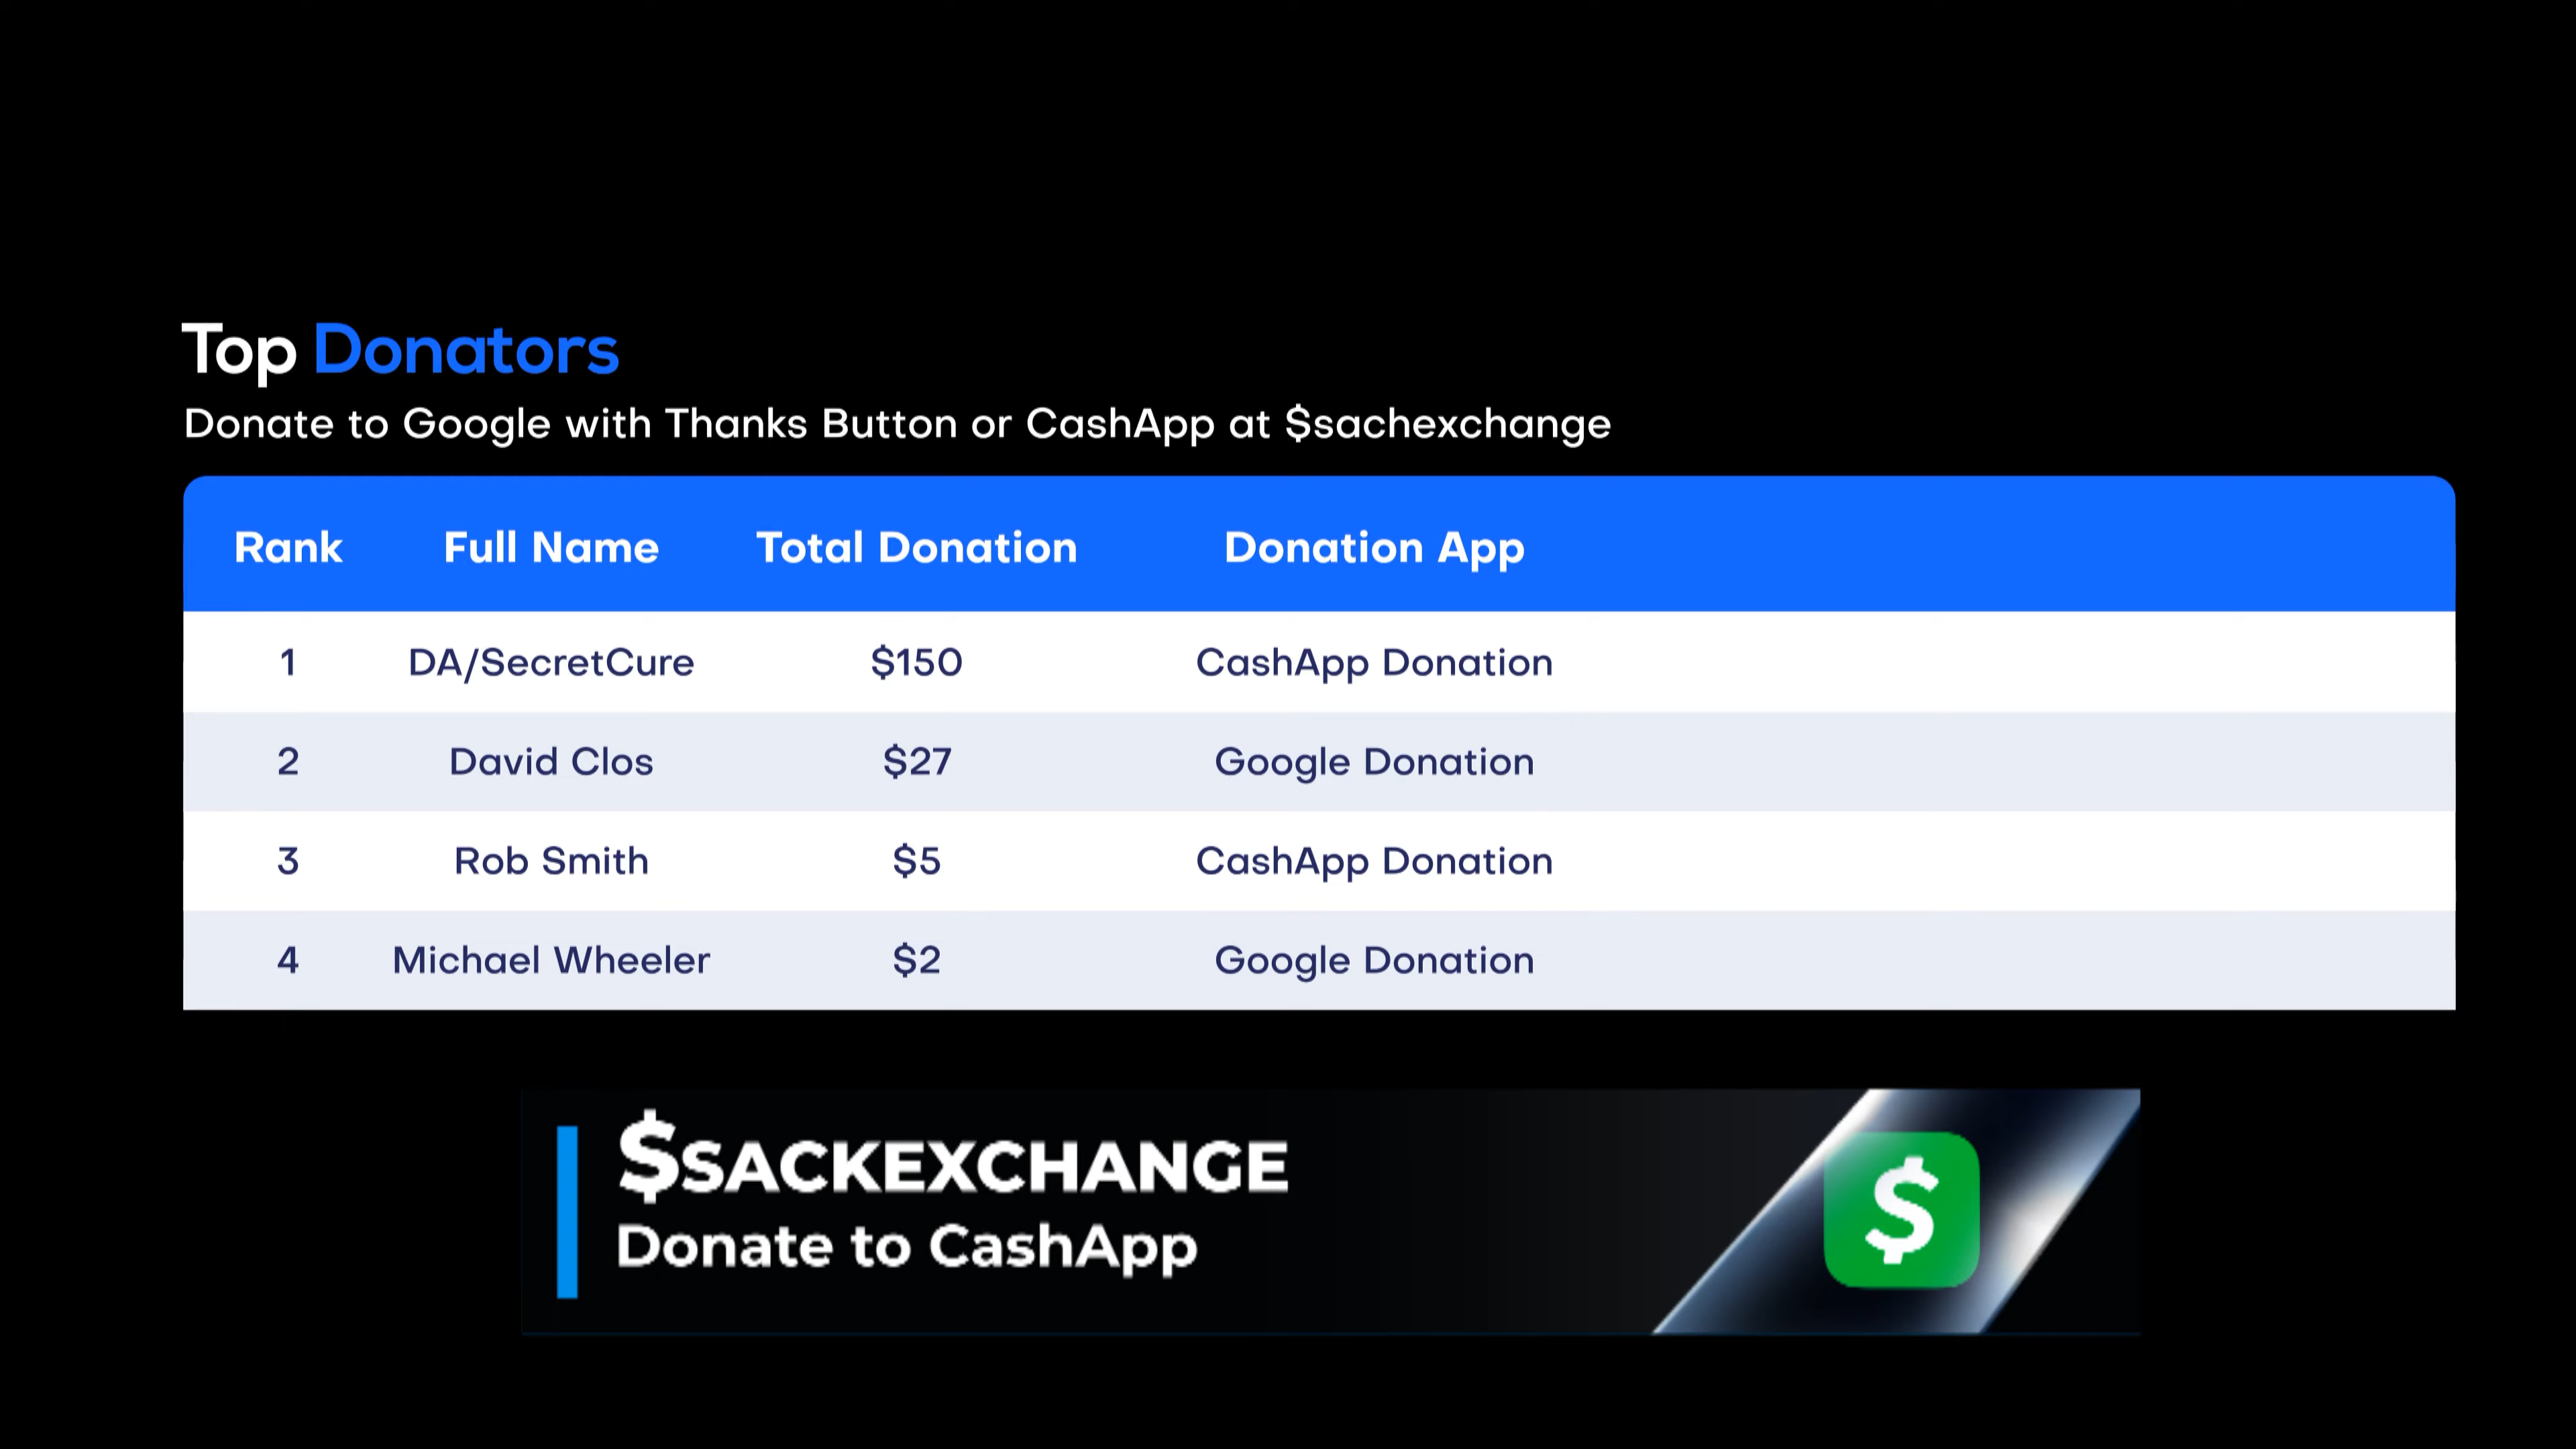 Top Donators
Donate to Google with Thanks Button or CashApp at $sachexchange
Rank Full Name Total Donation Donation App
1 DA/SecretCure $150 CashApp Donation
2 David Clos $27 Google Donation
3 Rob Smith $5 CashApp Donation
4 Michael Wheeler $2 Google Donation
$SACKEXCHANGE
Donate to CashApp
$